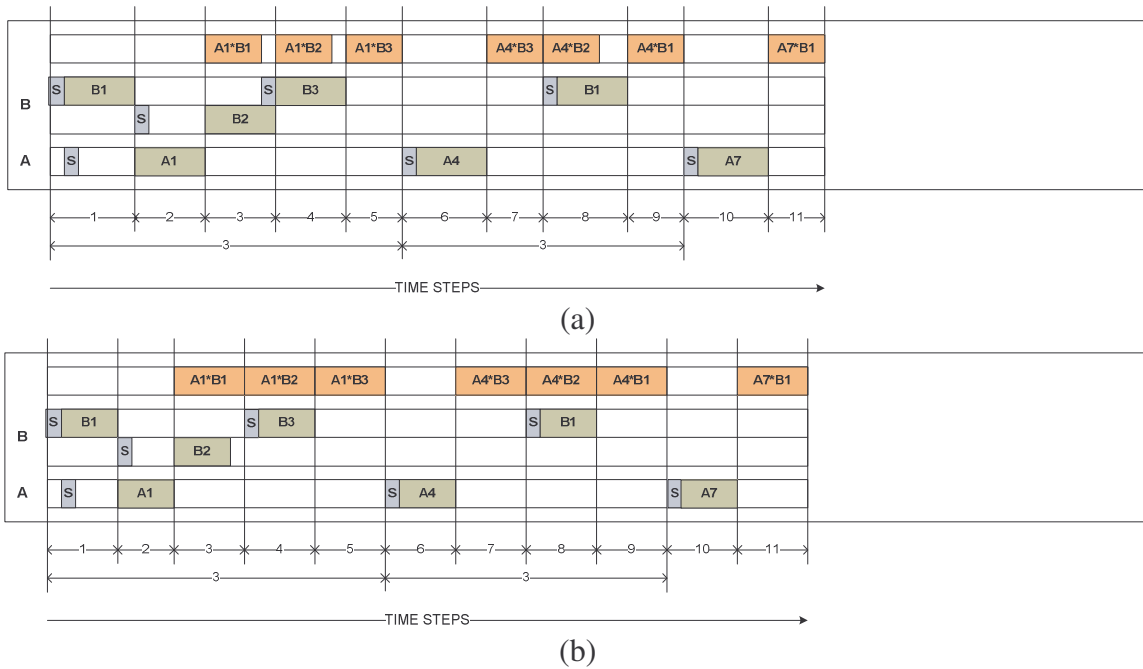 A1*B1 A1*B2 A1*B3 A4*B3 A4*B2 A4*B1 A7*B1
S B1 S B3 S B1
B
S B2
A S A1 S A4 S A7
1 2 3 4 5 6 7 8 9 10 11
3 3
TIME STEPS
(a)
A1*B1 A1*B2 A1*B3 A4*B3 A4*B2 A4*B1 A7*B1
S B1 S B3 S B1
B
S B2
A S A1 S A4 S A7
1 2 3 4 5 6 7 8 9 10 11
3 3
TIME STEPS
(b)